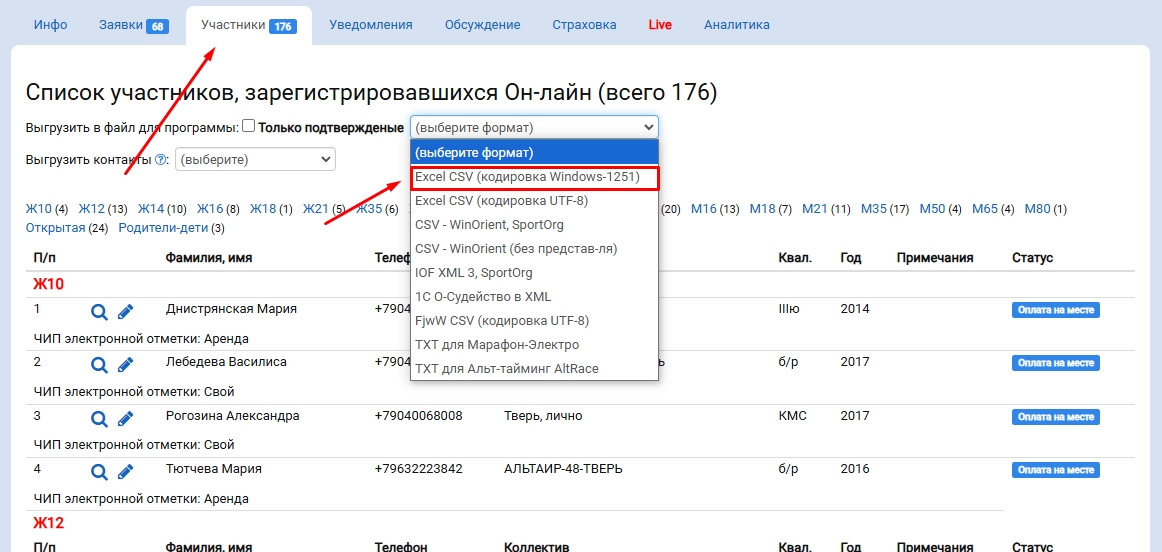 Инфо Заявки 68 Участники 176 Уведомления Обсуждение Страховка Live Аналитика
Список участников, зарегистрировавшихся Он-лайн (всего 176)
Выгрузить в файл для программы: Только подтвержденые (выберите формат)
Выгрузить контакты ?: (выберите)
(выберите формат)
Excel CSV (кодировка Windows-1251)
Excel CSV (кодировка UTF-8)
CSV - WinOrient, SportOrg
CSV - WinOrient (без представ-ля)
IOF XML 3, SportOrg
1С О-Судейство в XML
FjwW CSV (кодировка UTF-8)
TXT для Марафон-Электро
TXT для Альт-тайминг AltRace
Ж10 (4) Ж12 (13) Ж14 (10) Ж16 (8) Ж18 (1) Ж21 (5) Ж35 (6) (20) М16 (13) М18 (7) М21 (11) М35 (17) М50 (4) М65 (4) М80 (1)
Открытая (24) Родители-дети (3)
П/п Фамилия, имя Квал. Год Примечания Статус
Ж10
1 Днистрянская Мария +7904 IIIю 2014 Оплата на месте
ЧИП электронной отметки: Аренда
2 Лебедева Василиса +7904 б/р 2017 Оплата на месте
ЧИП электронной отметки: Свой
3 Рогозина Александра +79040068008 Тверь, лично КМС 2017 Оплата на месте
ЧИП электронной отметки: Свой
4 Тютчева Мария +79632223842 АЛЬТАИР-48-ТВЕРЬ б/р 2016 Оплата на месте
ЧИП электронной отметки: Аренда
Ж12
П/п Фамилия, имя Телефон Коллектив Квал. Год Примечания Статус